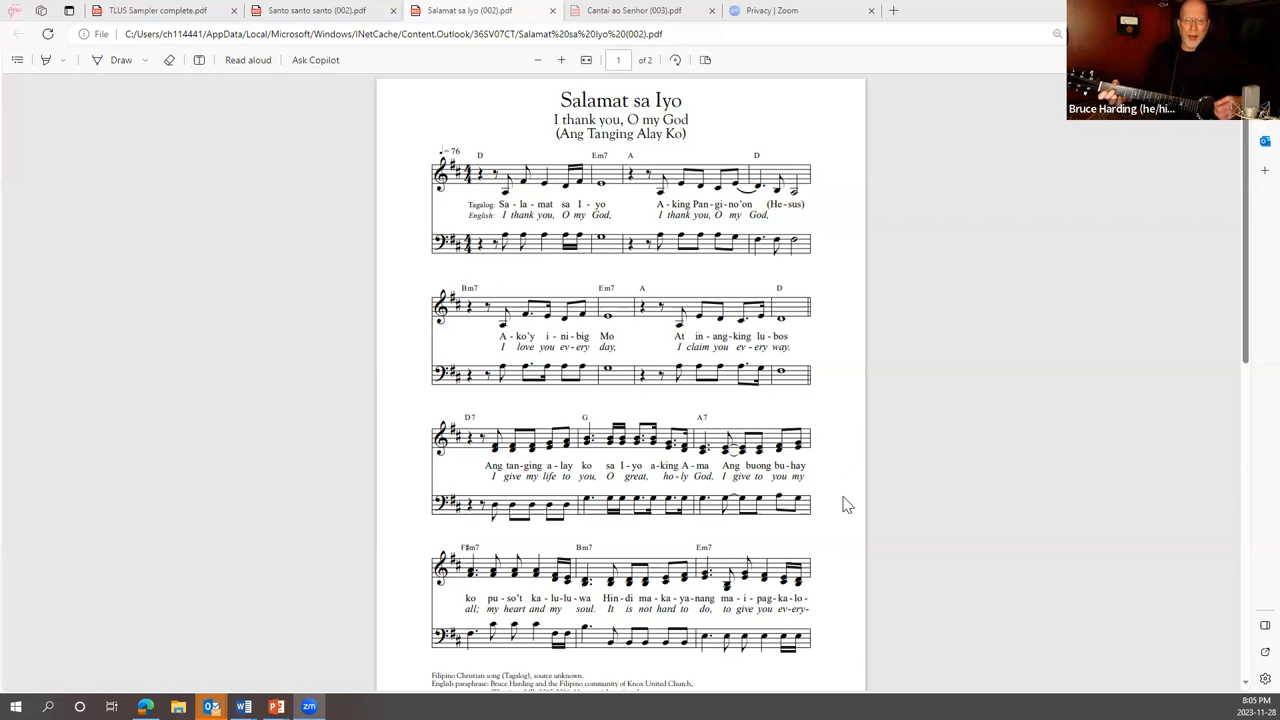 TLUS Sampler complete.pdf
Santo santo santo (002).pdf
Salamat sa Iyo (002).pdf
Cantai ao Senhor (003).pdf
Privacy | Zoom
File
C:/Users/ch114441/AppData/Local/Microsoft/Windows/INetCache/Content.Outlook/36SV07CT/Salamat%20sa%20Iyo%20(002).pdf
Draw
Read aloud
Ask Copilot
1 of 2
Bruce Harding (he/hi...
Salamat sa Iyo
I thank you, O my God
(Ang Tanging Alay Ko)
= 76
D Em7 A D
Tagalog: Sa - la - mat sa I - yo A - king Pan - gi - no'on (He - sus)
English: I thank you, O my God, I thank you, O my God,
Bm7 Em7 A D
A - ko'y i - ni - big Mo At in - ang - king lu - bos
I love you ev - ery day, I claim you ev - ery way.
D7 G A7
Ang tan - ging a - lay ko sa I - yo a - king A - ma Ang buong bu - hay
I give my life to you, O great, ho - ly God, I give to you my
F#m7 Bm7 Em7
ko pu - so't ka - lu - lu - wa Hin - di ma - ka - ya - nang ma - i - pag - ka - lo -
all; my heart and my soul. It is not hard to do, to give you ev - ery -
Filipino Christian song (Tagalog), source unknown.
English paraphrase: Bruce Harding and the Filipino community of Knox United Church,
8:05 PM
2023-11-28